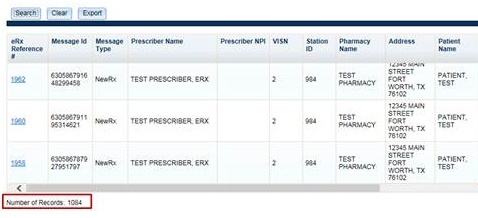 Search Clear Export
eRx Reference # Message Id Message Type Prescriber Name Prescriber NPI VISN Station ID Pharmacy Name Address Patient Name
1962 6305867916 48299458 NewRx TEST PRESCRIBER, ERX 2 984 TEST PHARMACY 12345 MAIN STREET FORT WORTH, TX 76102 PATIENT, TEST
1960 6305867911 95314621 NewRx TEST PRESCRIBER, ERX 2 984 TEST PHARMACY 12345 MAIN STREET FORT WORTH, TX 76102 PATIENT, TEST
1958 6305867879 27951797 NewRx TEST PRESCRIBER, ERX 2 984 TEST PHARMACY 12345 MAIN STREET FORT WORTH, TX 76102 PATIENT, TEST
Number of Records: 1084